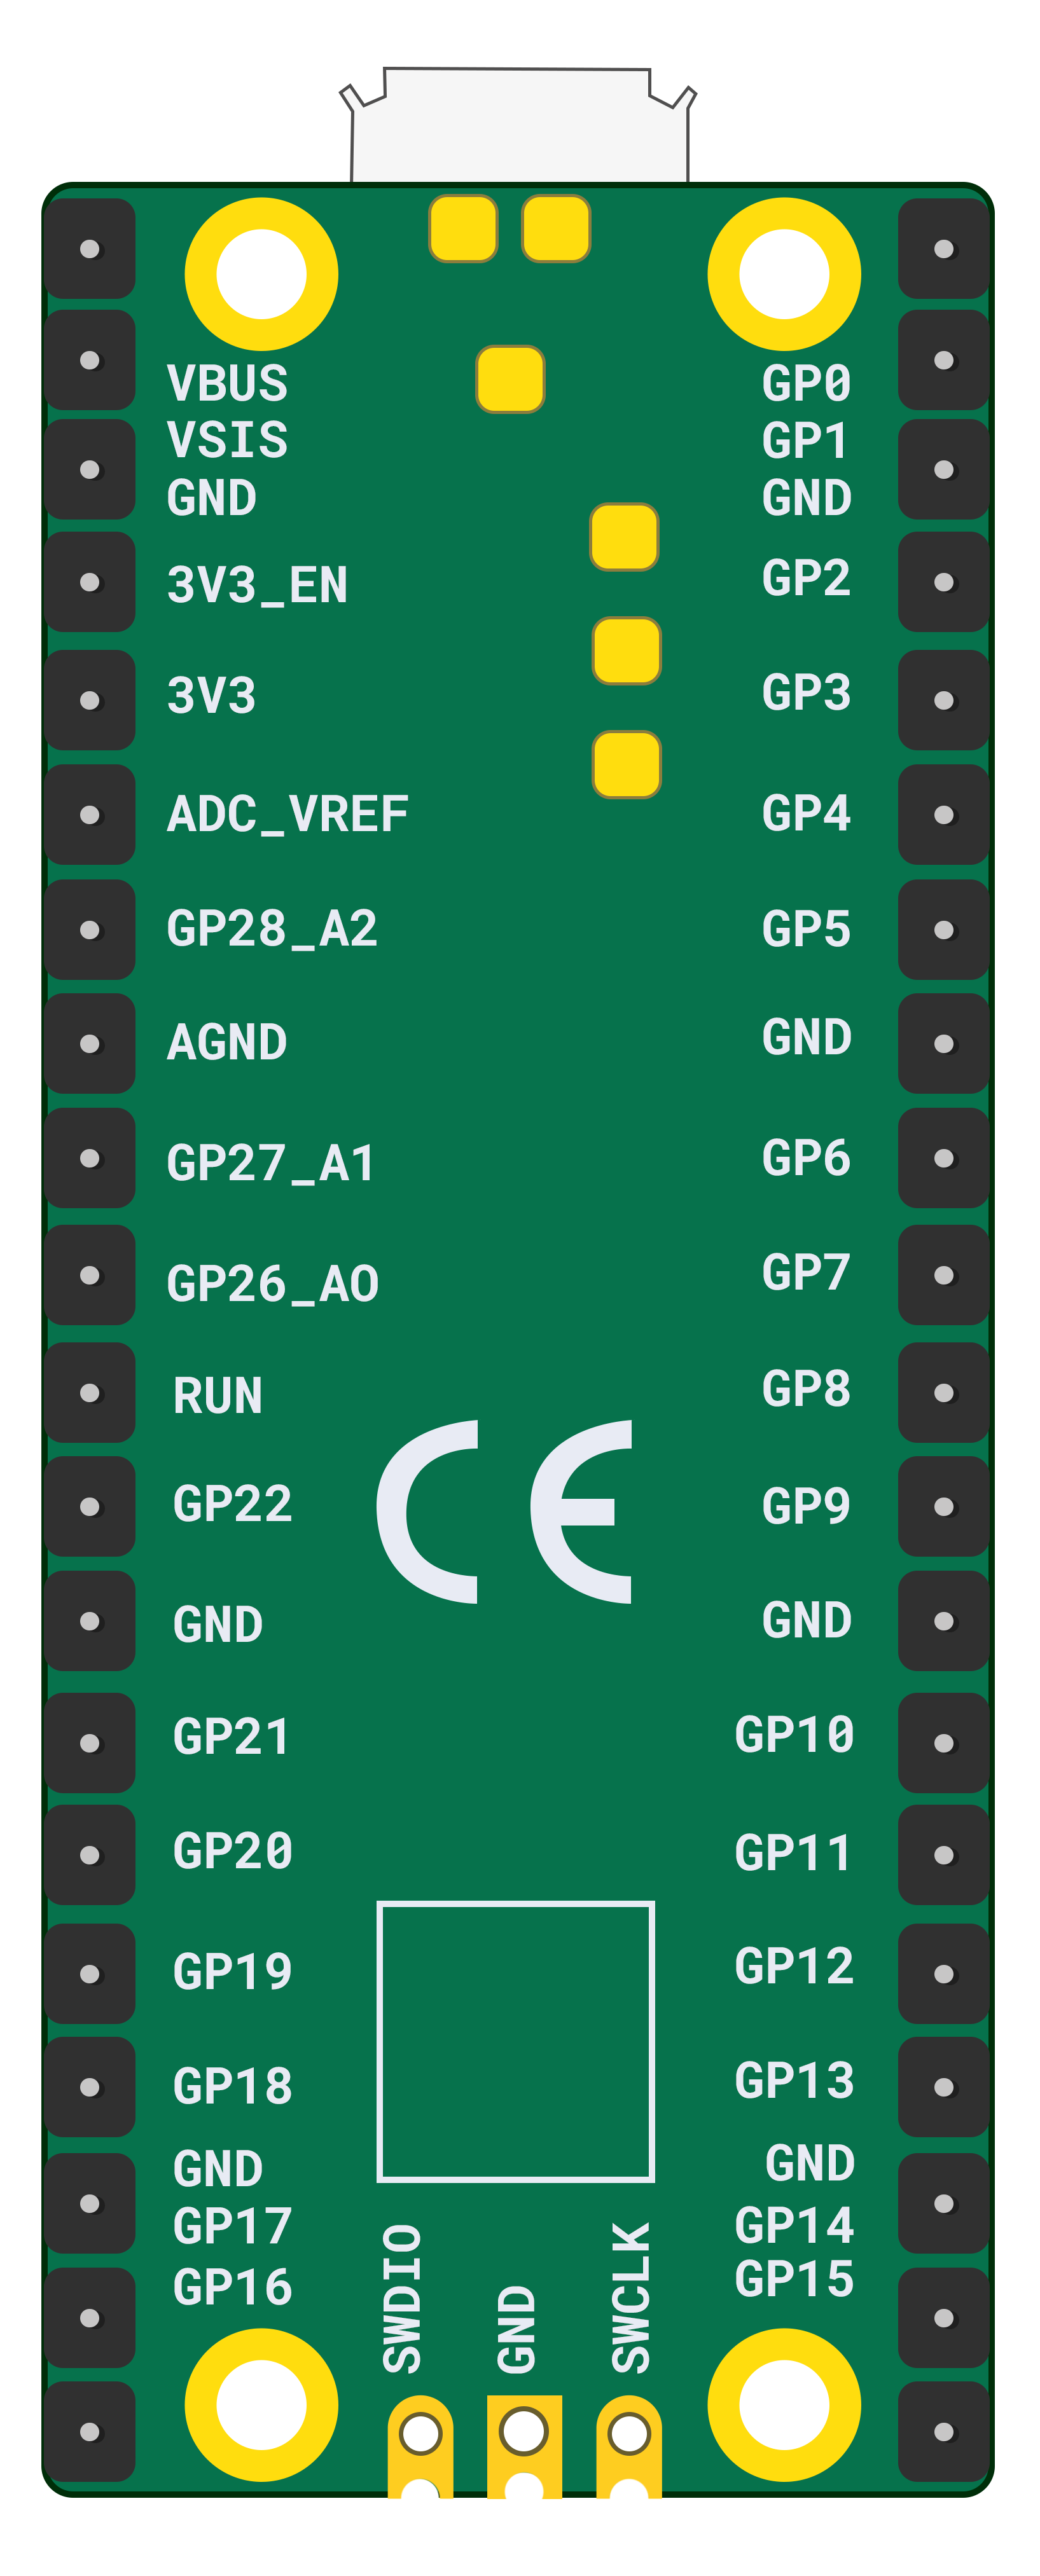 VBUS
VSIS
GND
3V3_EN
3V3
ADC_VREF
GP28_A2
AGND
GP27_A1
GP26_AO
RUN
GP22
GND
GP21
GP20
GP19
GP18
GND
GP17
GP16
GP0
GP1
GND
GP2
GP3
GP4
GP5
GND
GP6
GP7
GP8
GP9
GND
GP10
GP11
GP12
GP13
GND
GP14
GP15
CE
SWDIO
GND
SWCLK